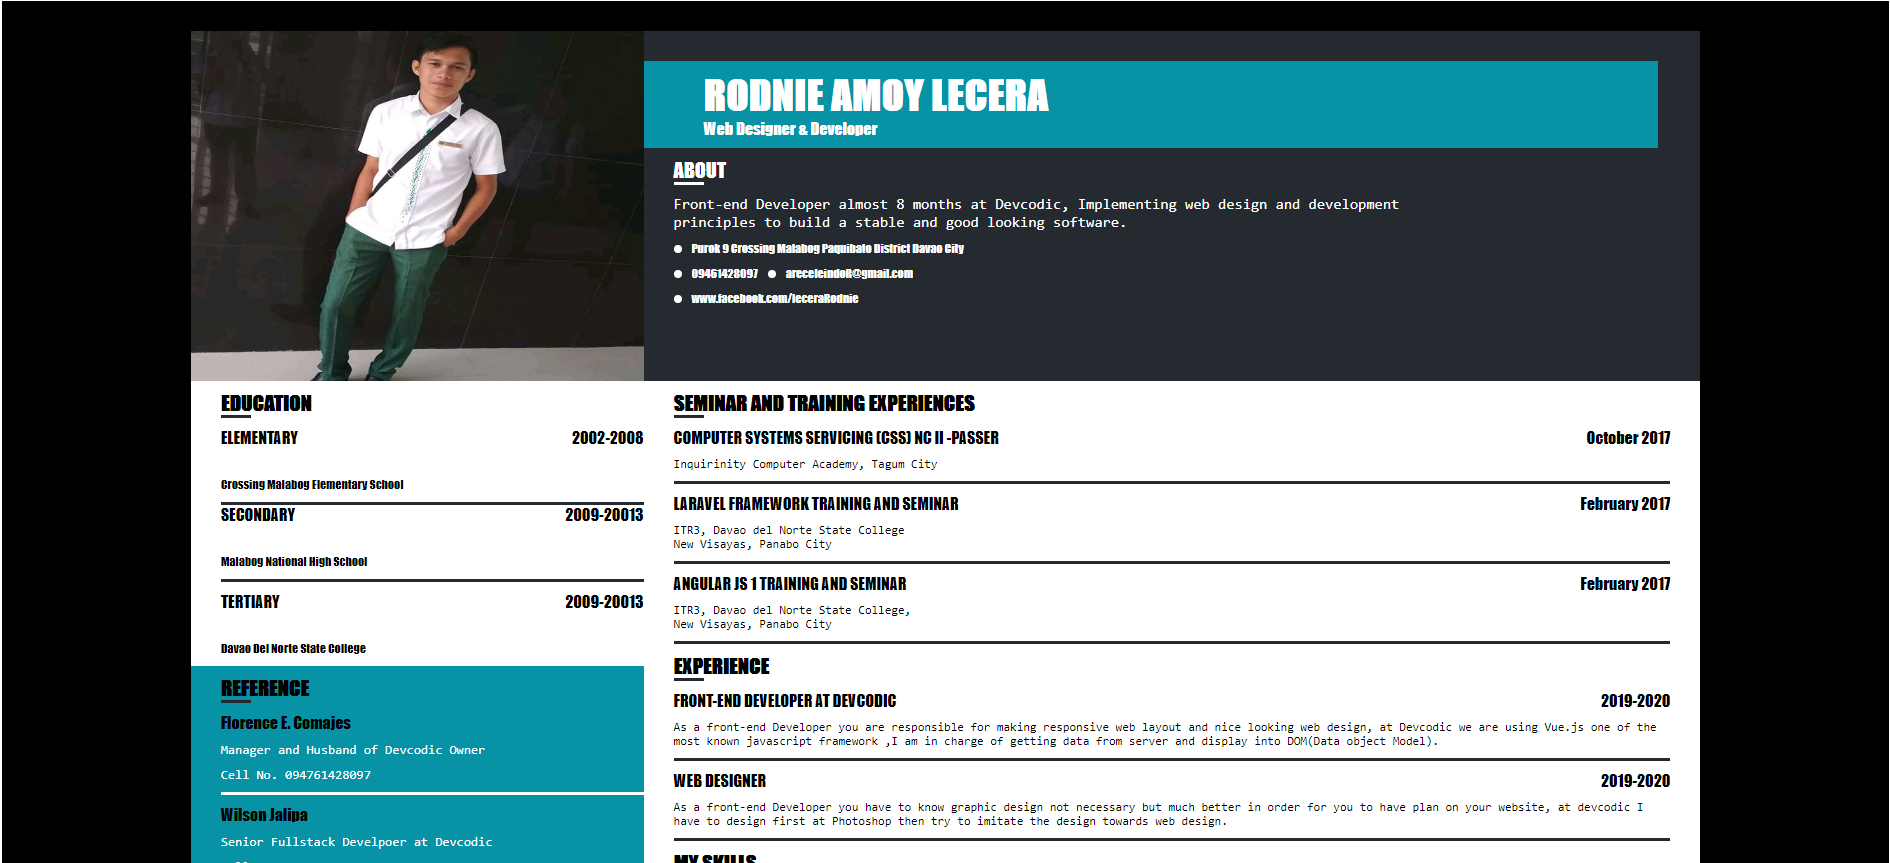 RODNIE AMOY LECERA
Web Designer & Developer
ABOUT
Front-end Developer almost 8 months at Devcodic, Implementing web design and development
principles to build a stable and good looking software.
Purok 9 Crossing Malabog Paquibato District Davao City
09461428097 areceleindoR@gmail.com
www.facebook.com/leceraRodnie
EDUCATION
ELEMENTARY 2002-2008
Crossing Malabog Elementary School
SECONDARY 2009-20013
Malabog National High School
TERTIARY 2009-20013
Davao Del Norte State College
REFERENCE
Florence E. Comajes
Manager and Husband of Devcodic Owner
Cell No. 094761428097
Wilson Jalipa
Senior Fullstack Develpoer at Devcodic
SEMINAR AND TRAINING EXPERIENCES
COMPUTER SYSTEMS SERVICING (CSS) NC II -PASSER October 2017
Inquirinity Computer Academy, Tagum City
LARAVEL FRAMEWORK TRAINING AND SEMINAR February 2017
ITR3, Davao del Norte State College
New Visayas, Panabo City
ANGULAR JS 1 TRAINING AND SEMINAR February 2017
ITR3, Davao del Norte State College,
New Visayas, Panabo City
EXPERIENCE
FRONT-END DEVELOPER AT DEVCODIC 2019-2020
As a front-end Developer you are responsible for making responsive web layout and nice looking web design, at Devcodic we are using Vue.js one of the
most known javascript framework ,I am in charge of getting data from server and display into DOM(Data object Model).
WEB DESIGNER 2019-2020
As a front-end Developer you have to know graphic design not necessary but much better in order for you to have plan on your website, at devcodic I
have to design first at Photoshop then try to imitate the design towards web design.
MY SKILLS